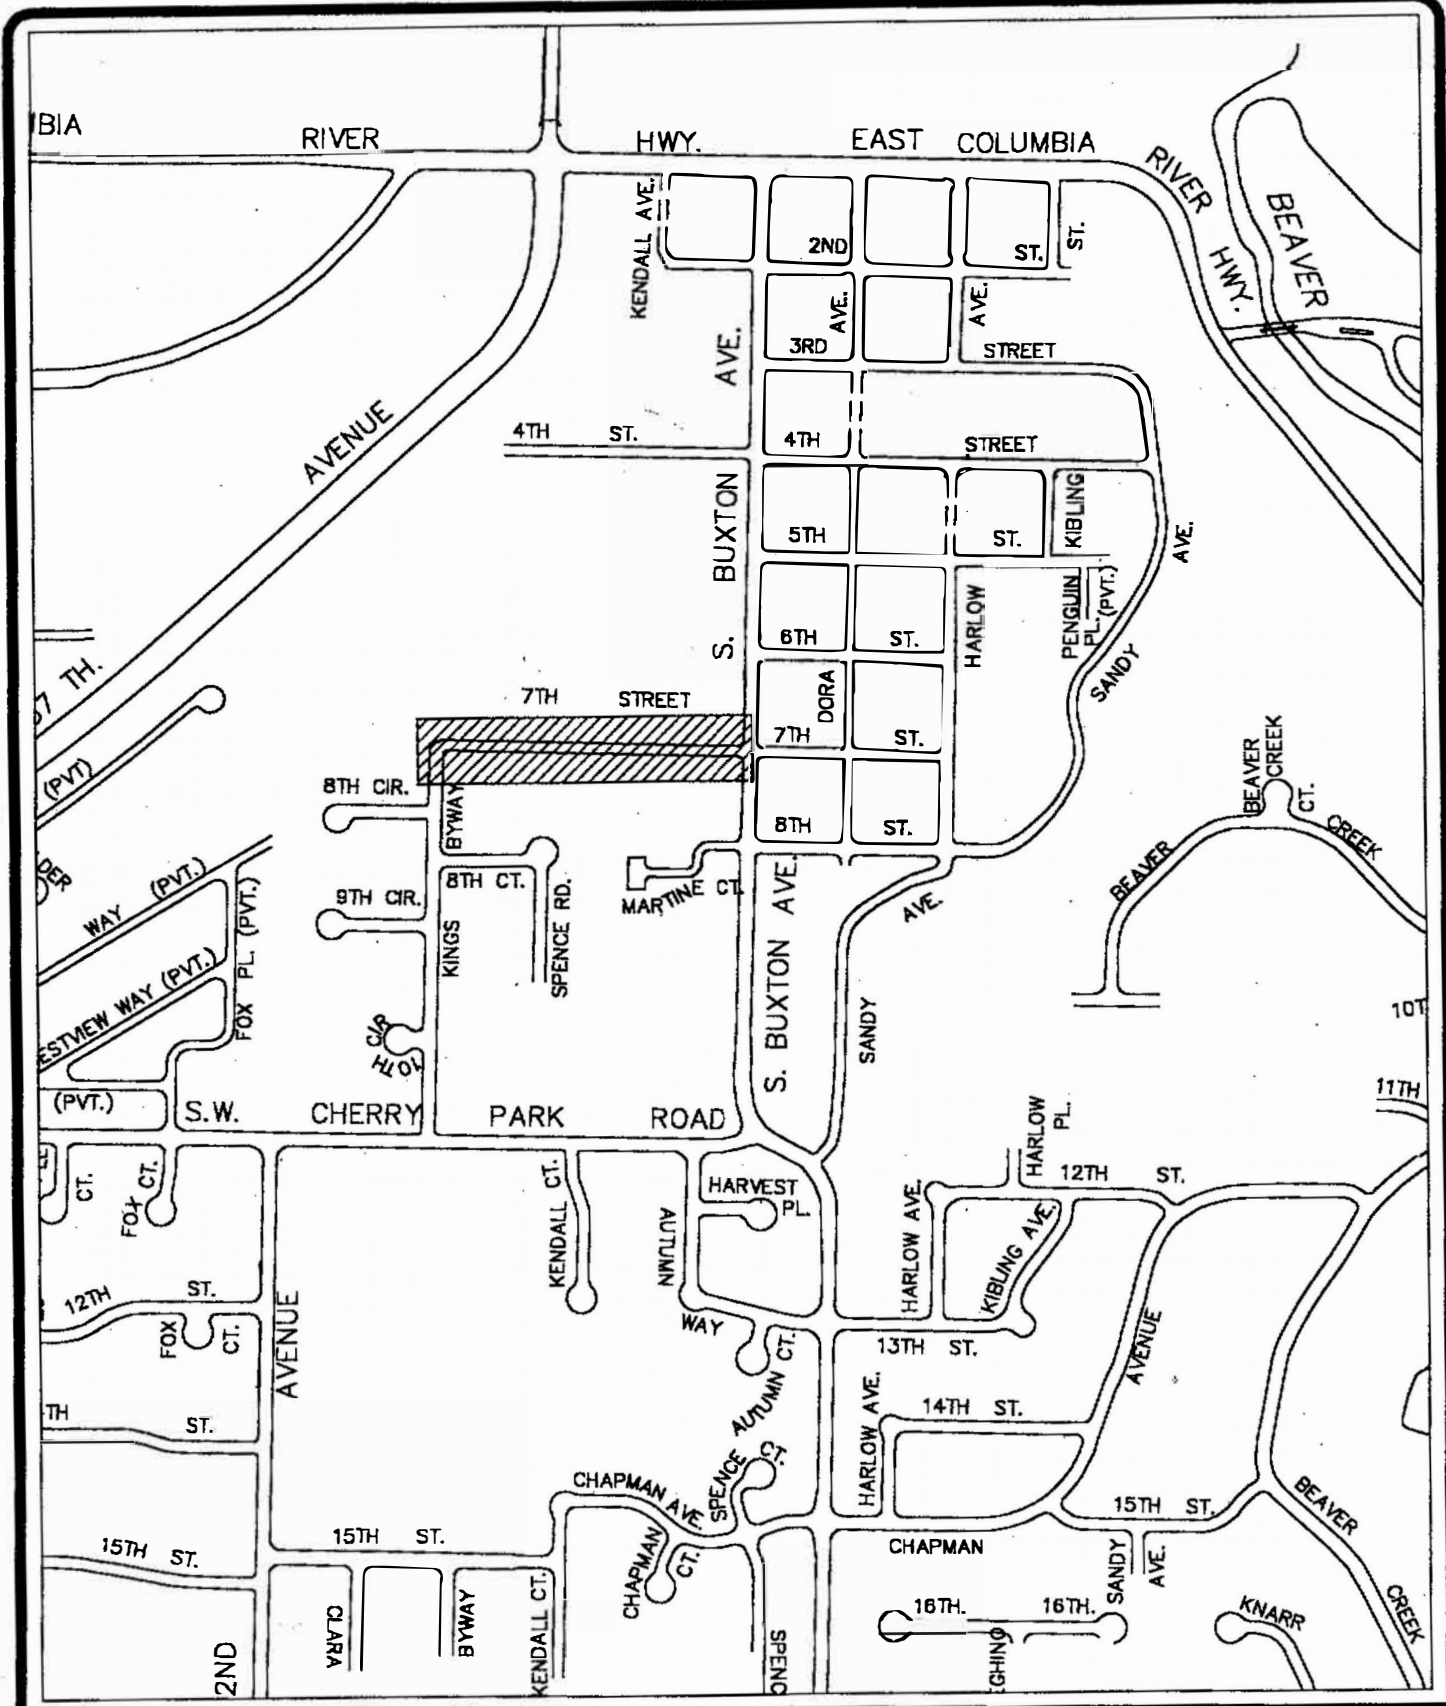 BIA RIVER HWY. EAST COLUMBIA RIVER HWY.
BEAVER
KENDALL AVE.
2ND ST.
ST.
AVE.
AVE.
3RD STREET
AVE.
AVENUE
4TH ST.
4TH STREET
S. BUXTON
5TH ST.
KIBLING
AVE.
PENGUIN PL. (PVT.)
HARLOW
6TH ST.
SANDY
57 TH.
7TH STREET
DORA
7TH ST.
(PVT)
8TH CIR.
BYWAY
8TH ST.
BEAVER CREEK CT.
BEAVER CREEK
DER
WAY (PVT.)
8TH CT.
MARTINE CT.
S. BUXTON AVE.
AVE.
9TH CIR.
KINGS
SPENCE RD.
FOX PL. (PVT.)
ESTVIEW WAY (PVT.)
SANDY
10TH CIR
10T
11TH
(PVT.)
S.W. CHERRY PARK ROAD
HARLOW PL.
CT.
FOX CT.
KENDALL CT.
AUTUMN
HARVEST PL.
12TH ST.
HARLOW AVE.
KIBLING AVE.
12TH ST.
FOX CT.
AVENUE
WAY
AUTUMN CT.
13TH ST.
AVENUE
TH ST.
HARLOW AVE.
14TH ST.
CHAPMAN AVE.
SPENCE CT.
15TH ST.
15TH ST.
CHAPMAN CT.
CHAPMAN
15TH ST.
BEAVER
CREEK
SANDY AVE.
2ND
CLARA
BYWAY
KENDALL CT.
SPENC
16TH. 16TH.
EGHINO
KNARR